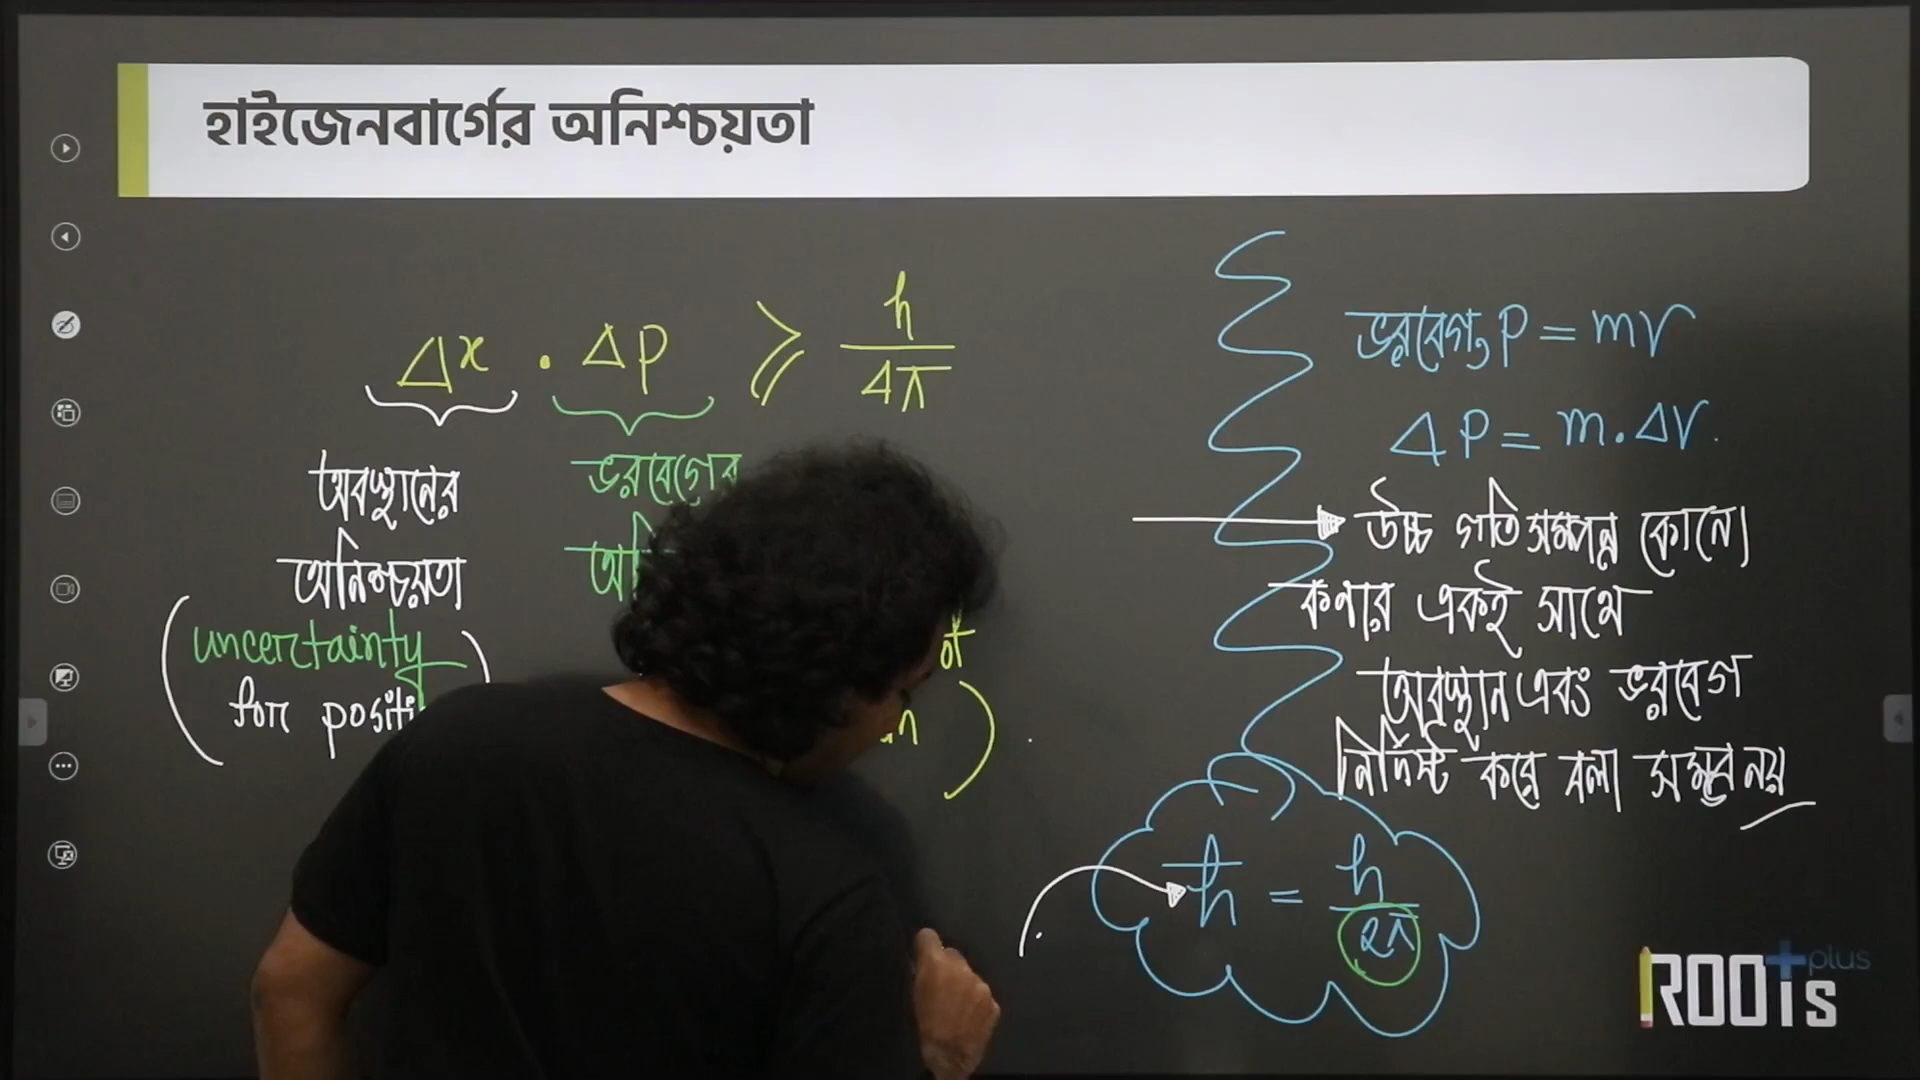 হাইজেনবার্গের অনিশ্চয়তা
Δx · Δp ≥ h/4π
অবস্থানের
অনিশ্চয়তা
(uncertainty
for positi
ভরবেগের
ভরবেগ, P = mV
ΔP = m.ΔV.
উচ্চ গতি সম্পন্ন কোনো
কণার একই সাথে
অবস্থান এবং ভরবেগ
নির্দিষ্ট করে বলা সম্ভব নয়
ħ = h/2π
ROOTs plus